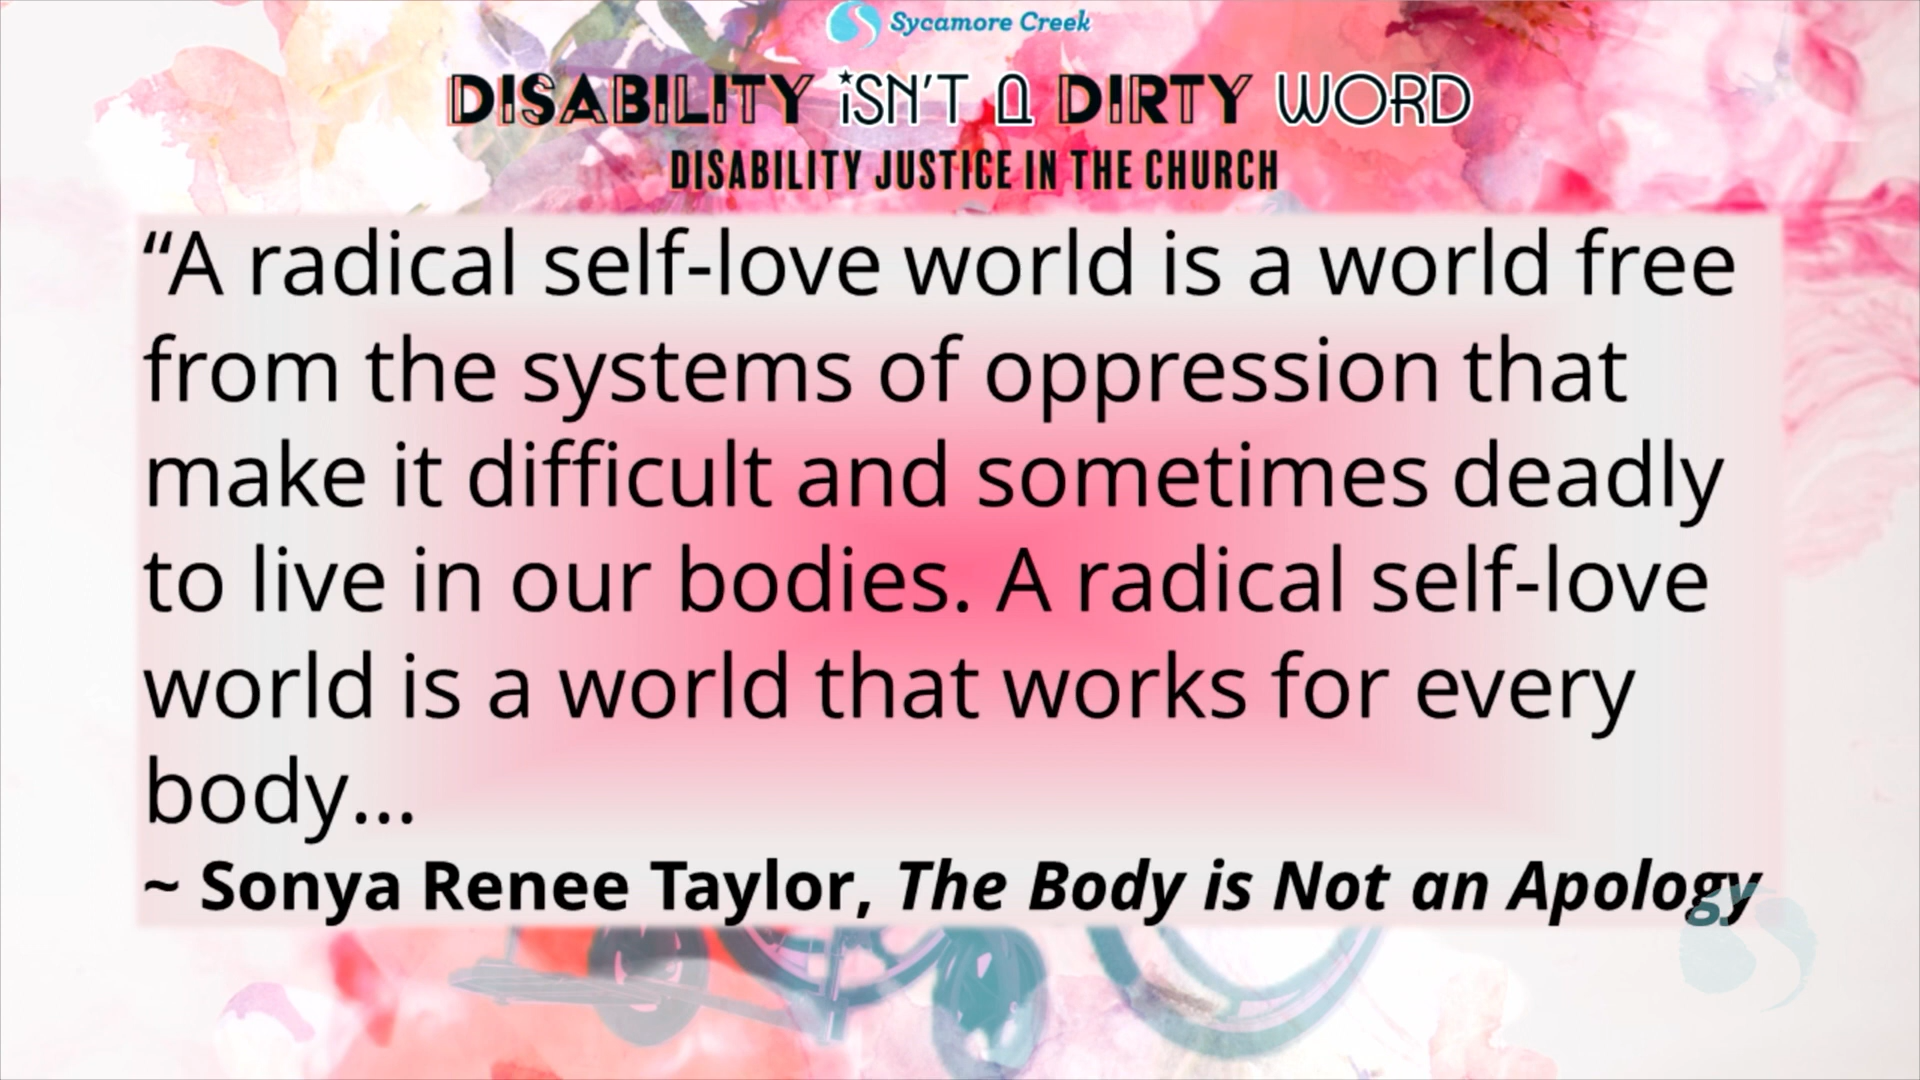 Sycamore Creek
DISABILITY iSN'T A DIRTY WORD
DISABILITY JUSTICE IN THE CHURCH
“A radical self-love world is a world free
from the systems of oppression that
make it difficult and sometimes deadly
to live in our bodies. A radical self-love
world is a world that works for every
body...
~ Sonya Renee Taylor, The Body is Not an Apology